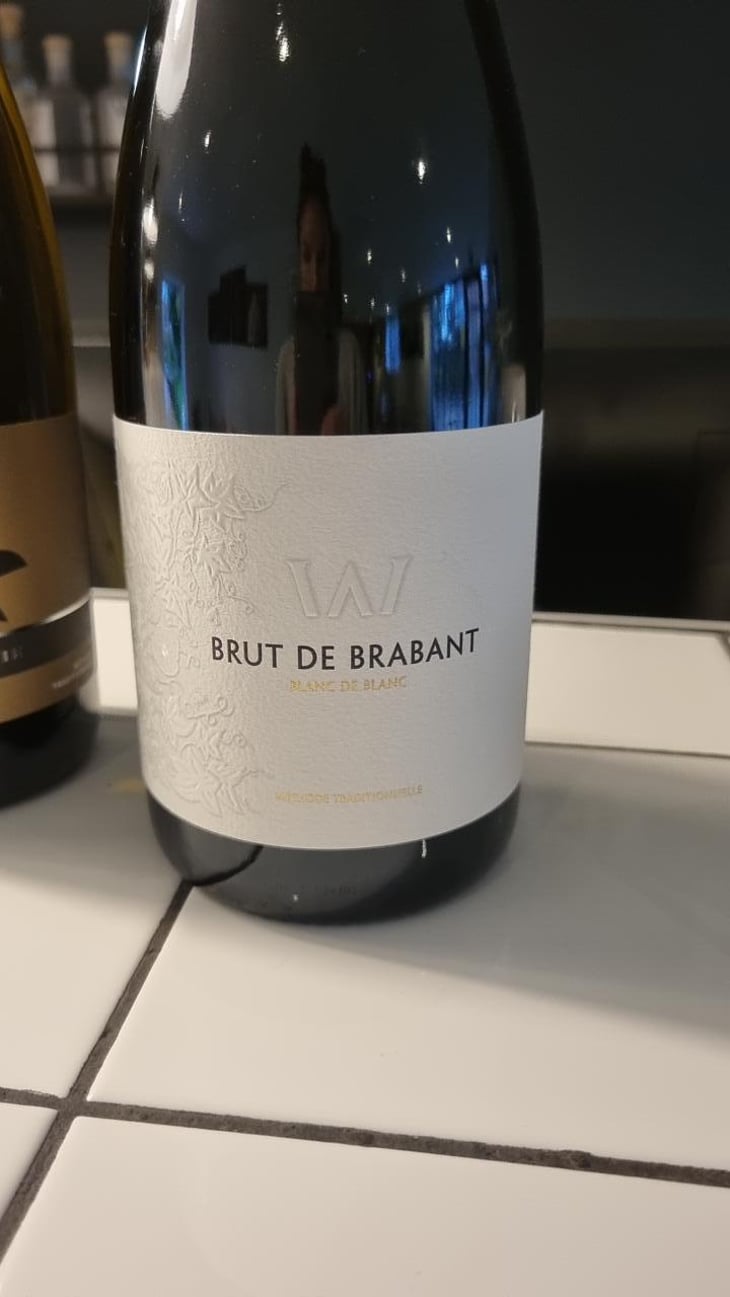 W
BRUT DE BRABANT
BLANC DE BLANC
MÉTHODE TRADITIONNELLE